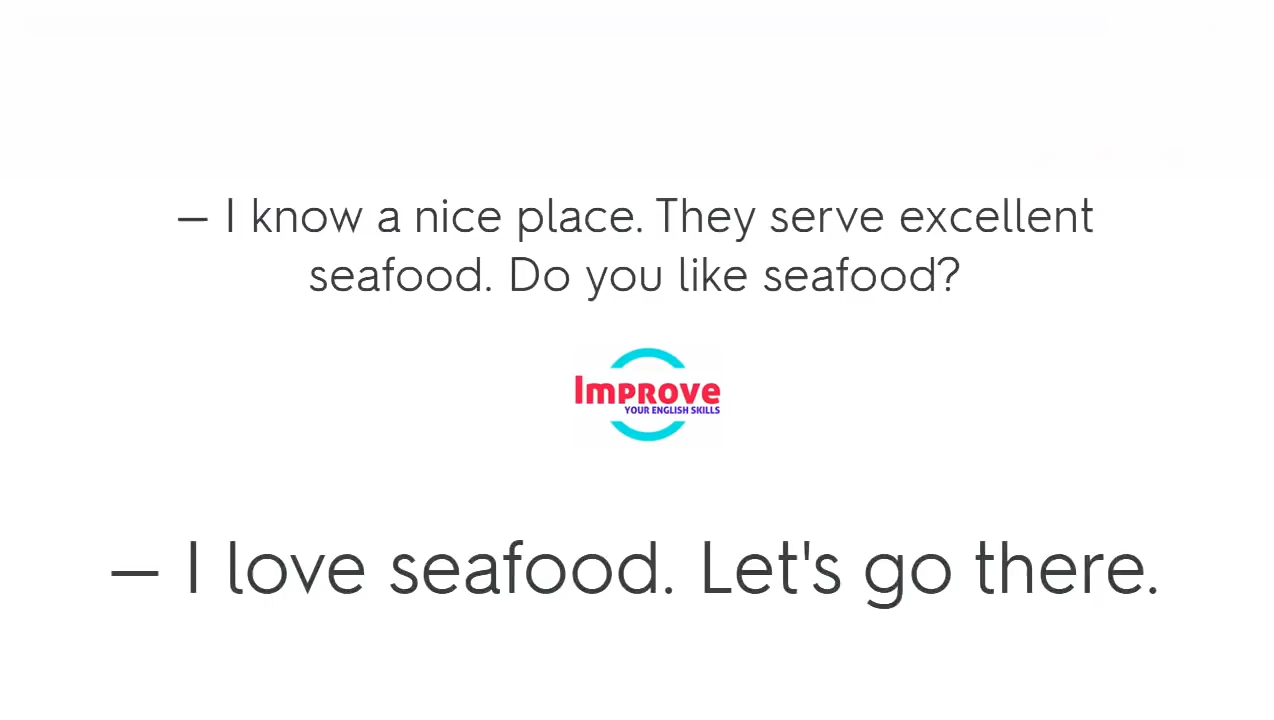 – I know a nice place. They serve excellent
seafood. Do you like seafood?
Improve
YOUR ENGLISH SKILLS
– I love seafood. Let's go there.